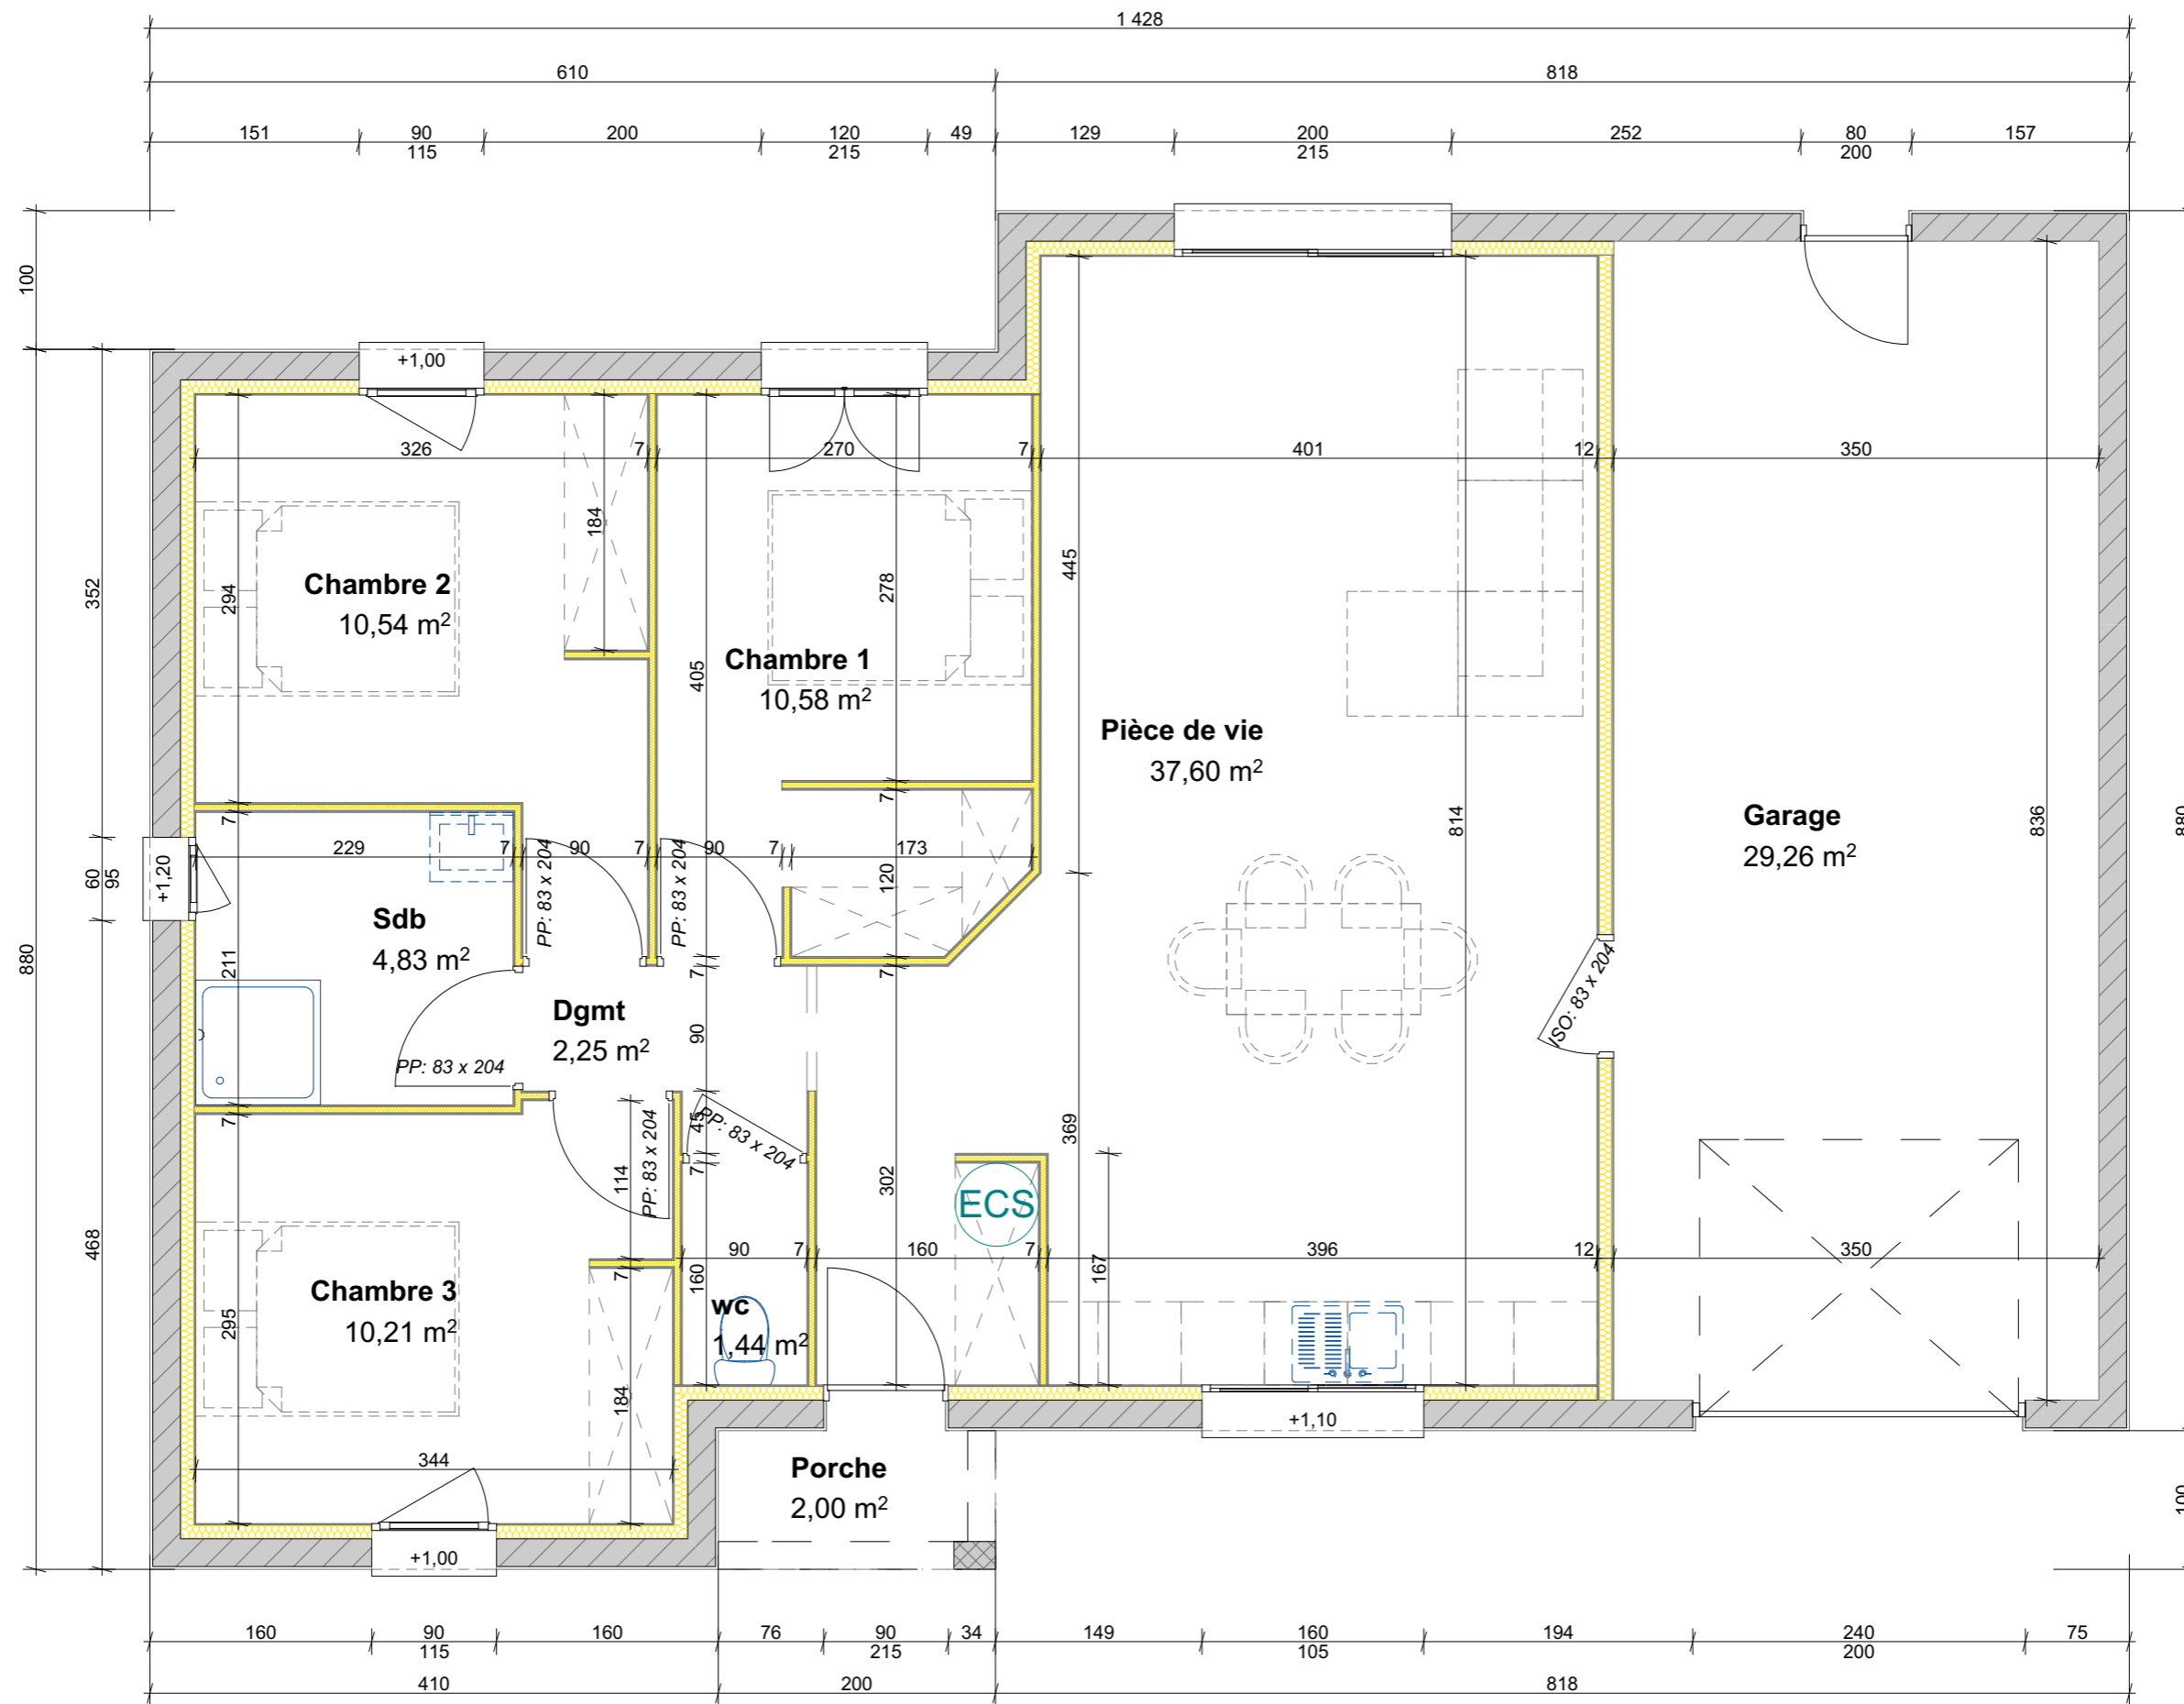 1 428
610 818
151 90 200 120 49 129 200 252 80 157
115 215 215 200
100
+1,00
326 7 270 7 401 12 350
184
445
352
294
278
Chambre 2
10,54 m²
405
Chambre 1
10,58 m²
Pièce de vie
37,60 m²
Garage
29,26 m²
814
836
880
7
7
229 7 90 7 90 7 173
PP: 83 x 204
PP: 83 x 204
120
60
95
+1,20
Sdb
4,83 m²
211
880
7
7
ISO: 83 x 204
Dgmt
2,25 m²
90
PP: 83 x 204
7
45
PP: 83 x 204
PP: 83 x 204
114
7
369
302
ECS
167
468
90 7 160 7 396 12 350
7
160
Chambre 3
10,21 m²
295
wc
1,44 m²
184
+1,10
344
Porche
2,00 m²
100
+1,00
160 90 160 76 90 34 149 160 194 240 75
115 215 105 200
410 200 818